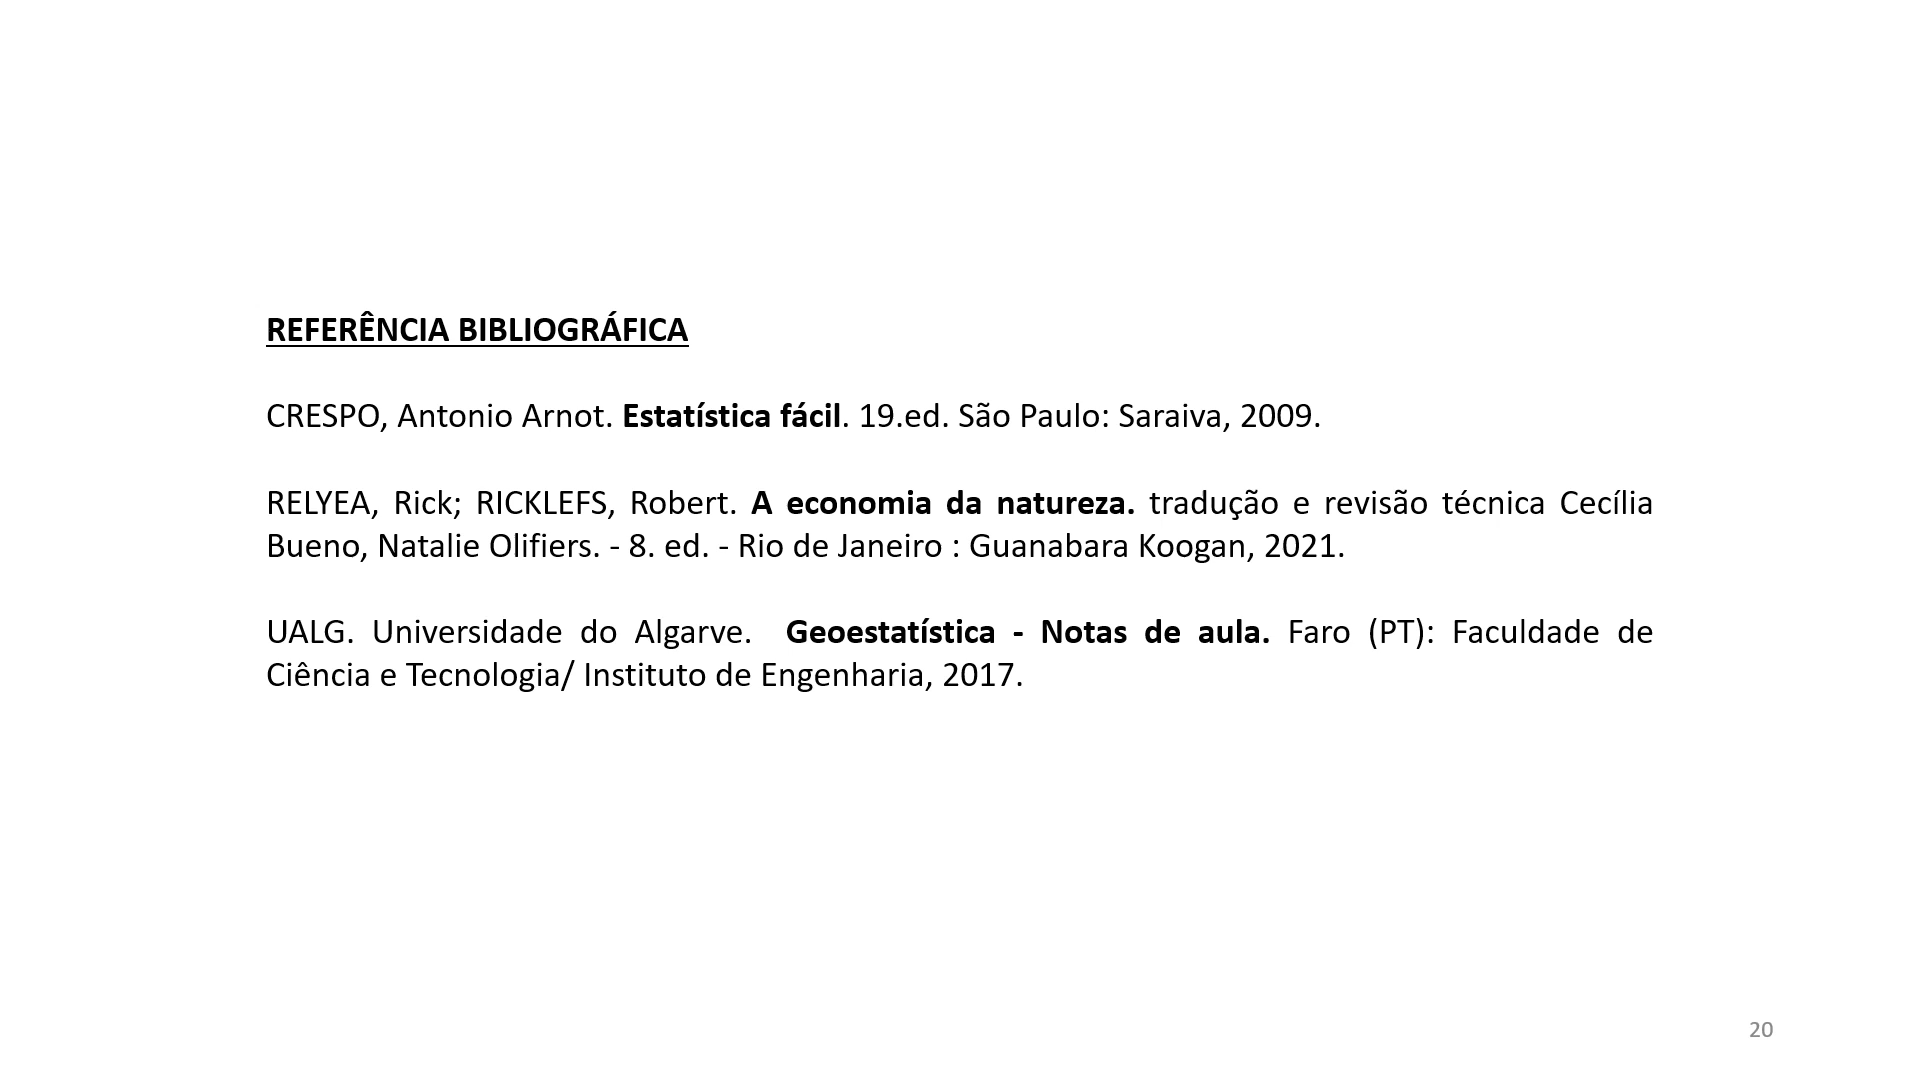 REFERÊNCIA BIBLIOGRÁFICA
CRESPO, Antonio Arnot. Estatística fácil. 19.ed. São Paulo: Saraiva, 2009.
RELYEA, Rick; RICKLEFS, Robert. A economia da natureza. tradução e revisão técnica Cecília
Bueno, Natalie Olifiers. - 8. ed. - Rio de Janeiro : Guanabara Koogan, 2021.
UALG. Universidade do Algarve. Geoestatística - Notas de aula. Faro (PT): Faculdade de
Ciência e Tecnologia/ Instituto de Engenharia, 2017.
20